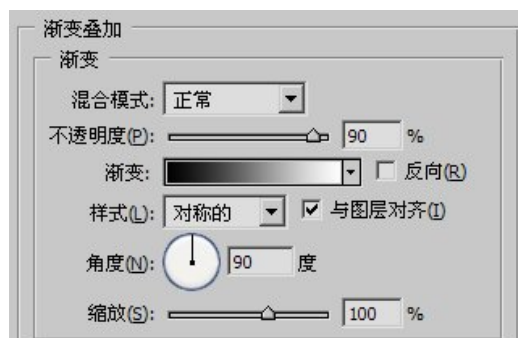 渐变叠加
渐变
混合模式: 正常
不透明度(P): 90 %
渐变: 反向(R)
样式(L): 对称的 与图层对齐(I)
角度(N): 90 度
缩放(S): 100 %